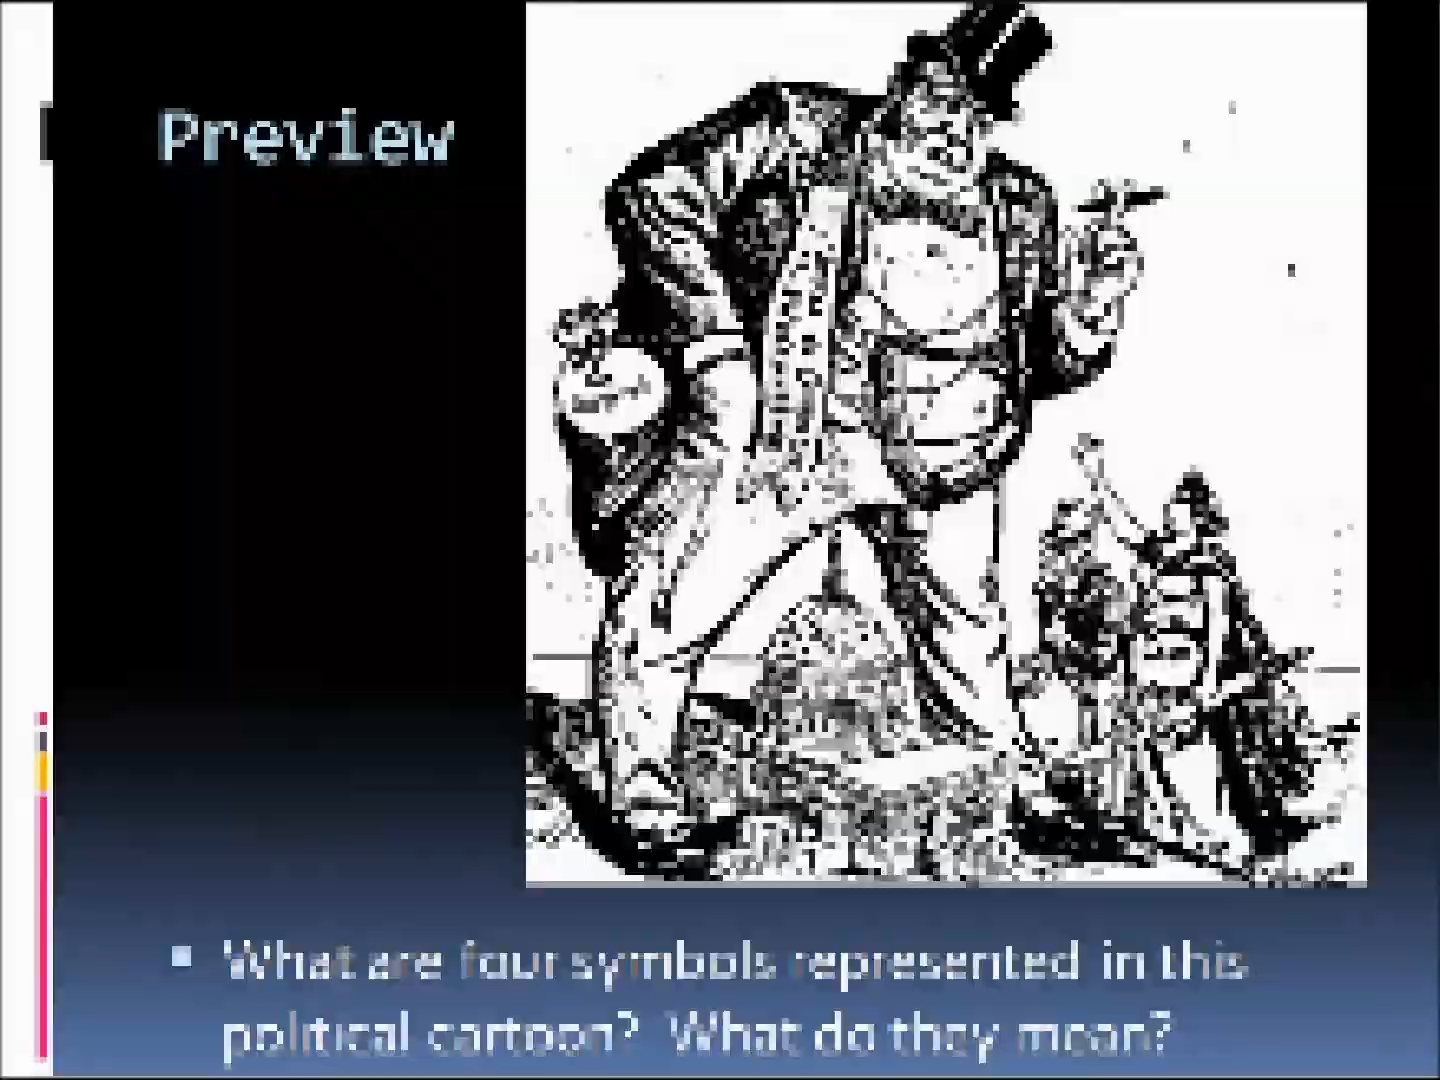 Preview
What are four symbols represented in this
political cartoon? What do they mean?